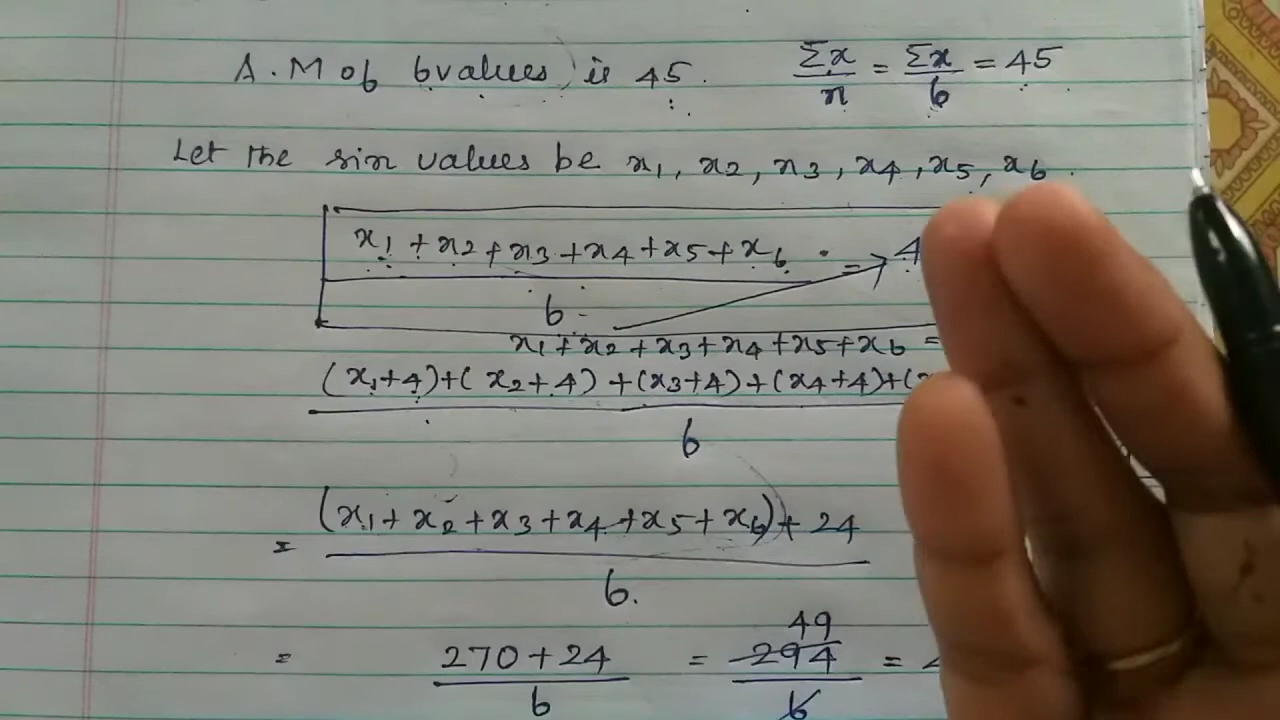 A.M of 6 values is 45. Σx/n = Σx/6 = 45
Let the six values be x1, x2, x3, x4, x5, x6.
x1 + x2 + x3 + x4 + x5 + x6 = 4
6
x1 + x2 + x3 + x4 + x5 + x6 =
(x1+4)+(x2+4)+(x3+4)+(x4+4)+(
6
= (x1 + x2 + x3 + x4 + x5 + x6) + 24
6.
49
= 270 + 24 / 6 = 294 / 6 =